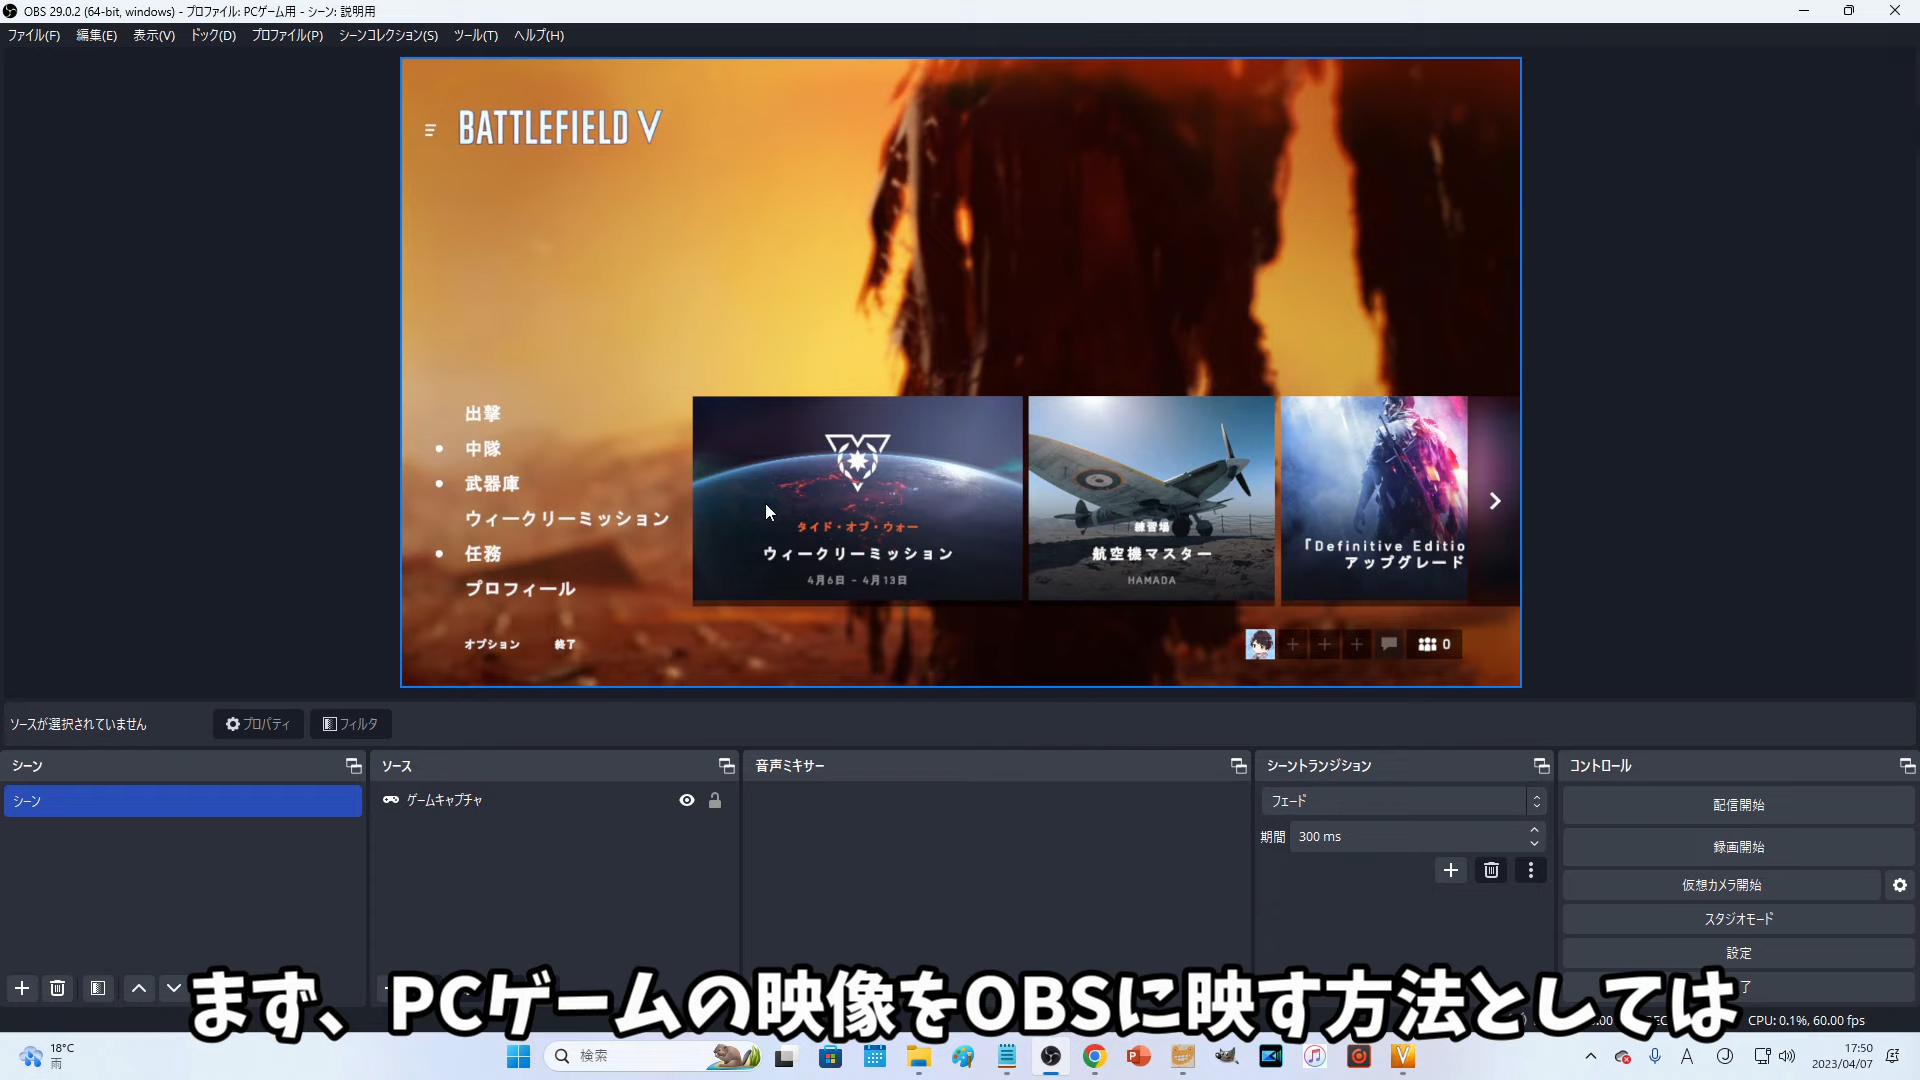 OBS 29.0.2 (64-bit, windows) - プロファイル: PCゲーム用 - シーン: 説明用
ファイル(F) 編集(E) 表示(V) ドック(D) プロファイル(P) シーンコレクション(S) ツール(T) ヘルプ(H)
BATTLEFIELD V
出撃
中隊
武器庫
ウィークリーミッション
任務
プロフィール
オプション 終了
タイド・オブ・ウォー
ウィークリーミッション
4月6日 - 4月13日
練習場
航空機マスター
HAMADA
「Definitive Editio
アップグレード
0
ソースが選択されていません プロパティ フィルタ
シーン
シーン
ソース
ゲームキャプチャ
音声ミキサー
シーントランジション
フェード
期間 300 ms
コントロール
配信開始
録画開始
仮想カメラ開始
スタジオモード
設定
了
まず、PCゲームの映像をOBSに映す方法としては
CPU: 0.1%, 60.00 fps
18°C
雨
検索
A
17:50
2023/04/07